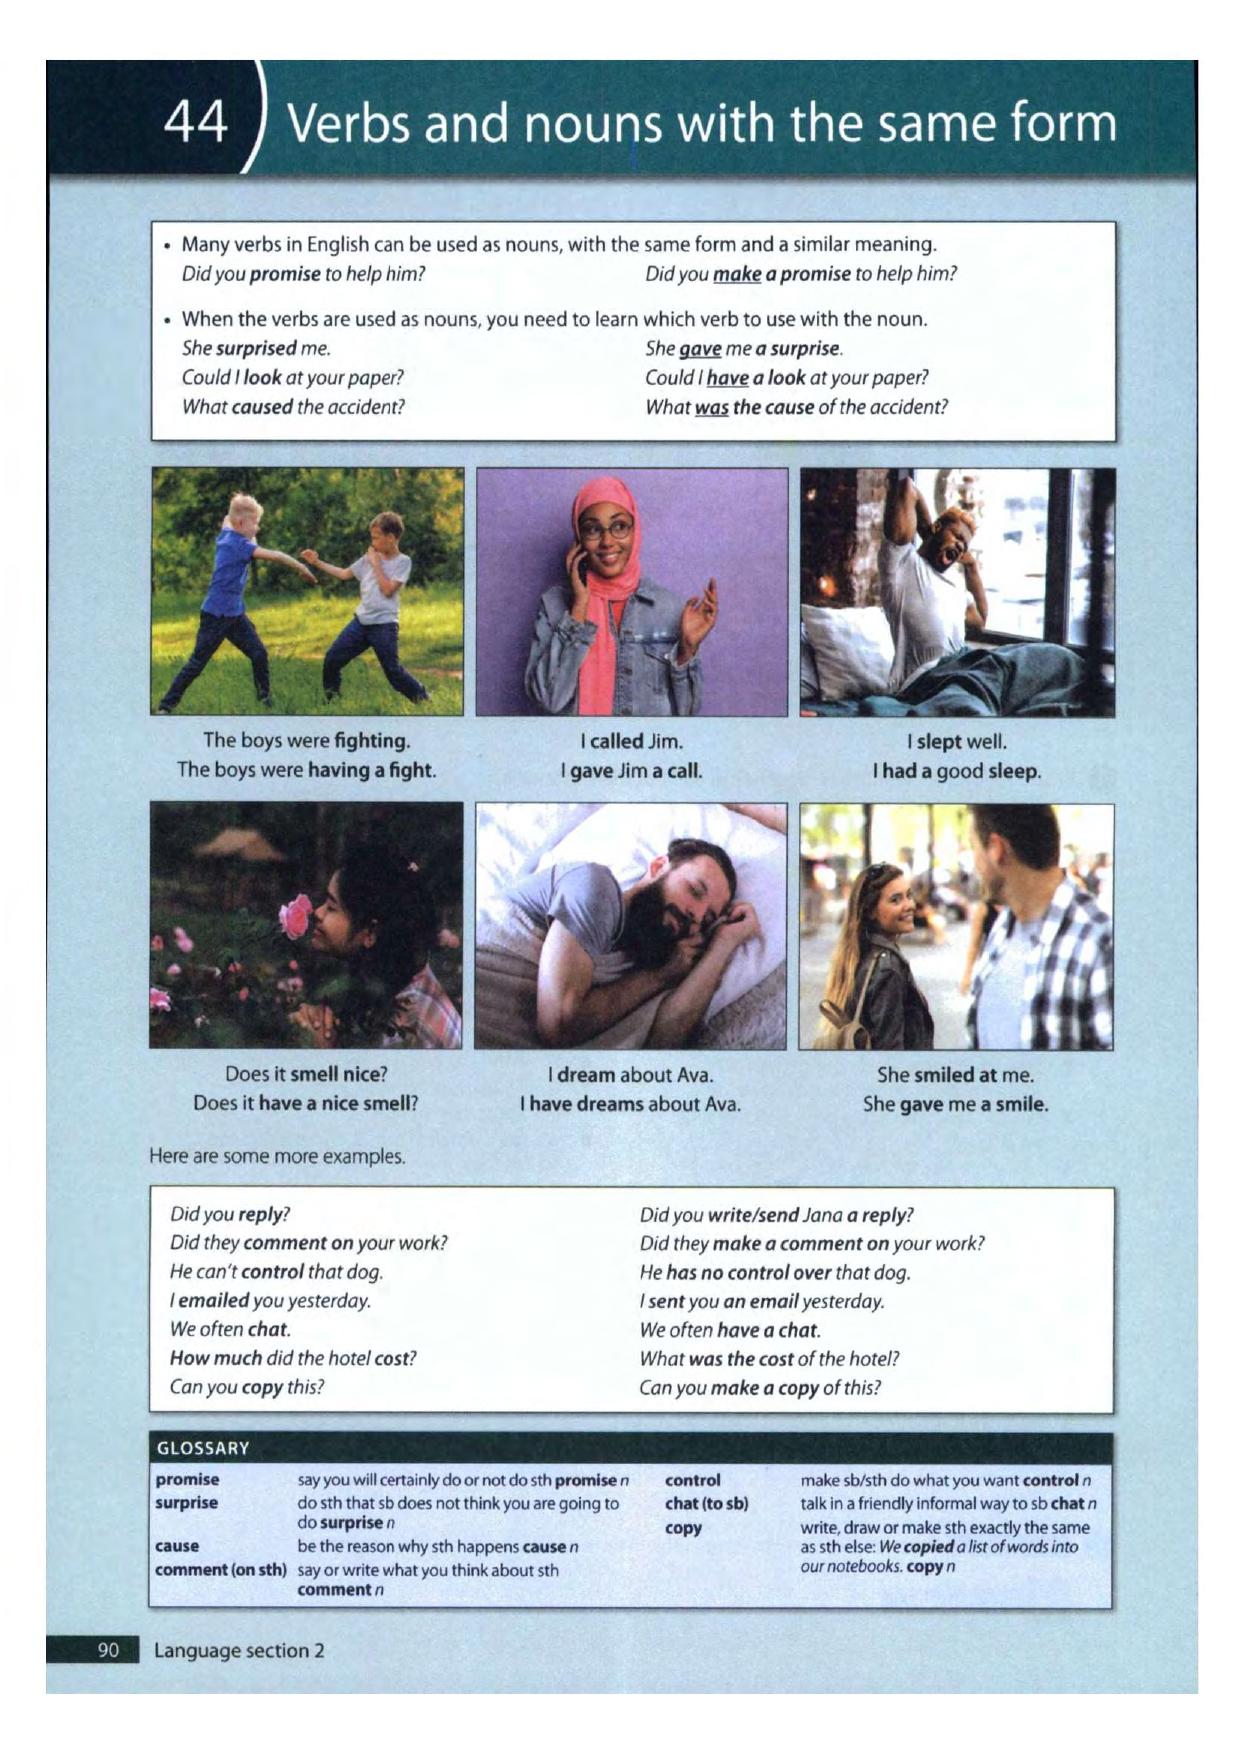 44 Verbs and nouns with the same form
• Many verbs in English can be used as nouns, with the same form and a similar meaning.
Did you promise to help him? Did you make a promise to help him?
• When the verbs are used as nouns, you need to learn which verb to use with the noun.
She surprised me. She gave me a surprise.
Could I look at your paper? Could I have a look at your paper?
What caused the accident? What was the cause of the accident?
The boys were fighting. I called Jim. I slept well.
The boys were having a fight. I gave Jim a call. I had a good sleep.
Does it smell nice? I dream about Ava. She smiled at me.
Does it have a nice smell? I have dreams about Ava. She gave me a smile.
Here are some more examples.
Did you reply? Did you write/send Jana a reply?
Did they comment on your work? Did they make a comment on your work?
He can't control that dog. He has no control over that dog.
I emailed you yesterday. I sent you an email yesterday.
We often chat. We often have a chat.
How much did the hotel cost? What was the cost of the hotel?
Can you copy this? Can you make a copy of this?
GLOSSARY
promise say you will certainly do or not do sth promise n
surprise do sth that sb does not think you are going to
do surprise n
cause be the reason why sth happens cause n
comment (on sth) say or write what you think about sth
comment n
control make sb/sth do what you want control n
chat (to sb) talk in a friendly informal way to sb chat n
copy write, draw or make sth exactly the same
as sth else: We copied a list of words into
our notebooks. copy n
90 Language section 2